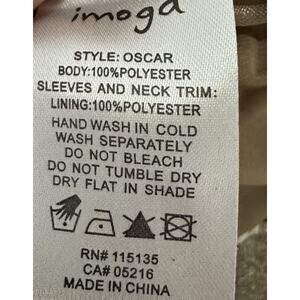 imoga
STYLE: OSCAR
BODY:100%POLYESTER
SLEEVES AND NECK TRIM:
LINING:100%POLYESTER
HAND WASH IN COLD
WASH SEPARATELY
DO NOT BLEACH
DO NOT TUMBLE DRY
DRY FLAT IN SHADE
RN# 115135
CA# 05216
MADE IN CHINA